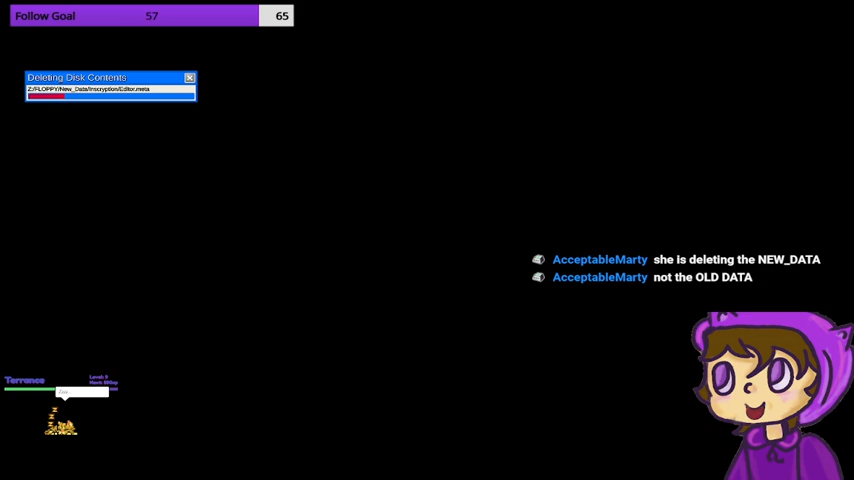 Follow Goal 57 65
Deleting Disk Contents
Z:/FLOPPY/New_Data/Inscryption/Editor.meta
AcceptableMarty she is deleting the NEW_DATA
AcceptableMarty not the OLD DATA
Terrance